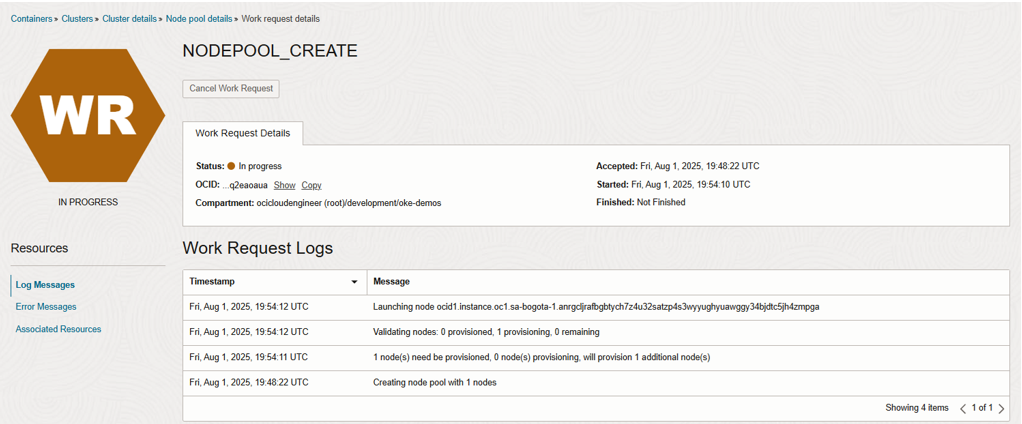 Containers » Clusters » Cluster details » Node pool details » Work request details
WR
IN PROGRESS
NODEPOOL_CREATE
Cancel Work Request
Work Request Details
Status: In progress
OCID: ...q2eaoaua Show Copy
Compartment: ocicloudengineer (root)/development/oke-demos
Accepted: Fri, Aug 1, 2025, 19:48:22 UTC
Started: Fri, Aug 1, 2025, 19:54:10 UTC
Finished: Not Finished
Resources
Log Messages
Error Messages
Associated Resources
Work Request Logs
Timestamp Message
Fri, Aug 1, 2025, 19:54:12 UTC Launching node ocid1.instance.oc1.sa-bogota-1.anrgcljrafbgbtych7z4u32satzp4s3wyyughyuawggy34bjdtc5jh4zmpga
Fri, Aug 1, 2025, 19:54:12 UTC Validating nodes: 0 provisioned, 1 provisioning, 0 remaining
Fri, Aug 1, 2025, 19:54:11 UTC 1 node(s) need be provisioned, 0 node(s) provisioning, will provision 1 additional node(s)
Fri, Aug 1, 2025, 19:48:22 UTC Creating node pool with 1 nodes
Showing 4 items 1 of 1